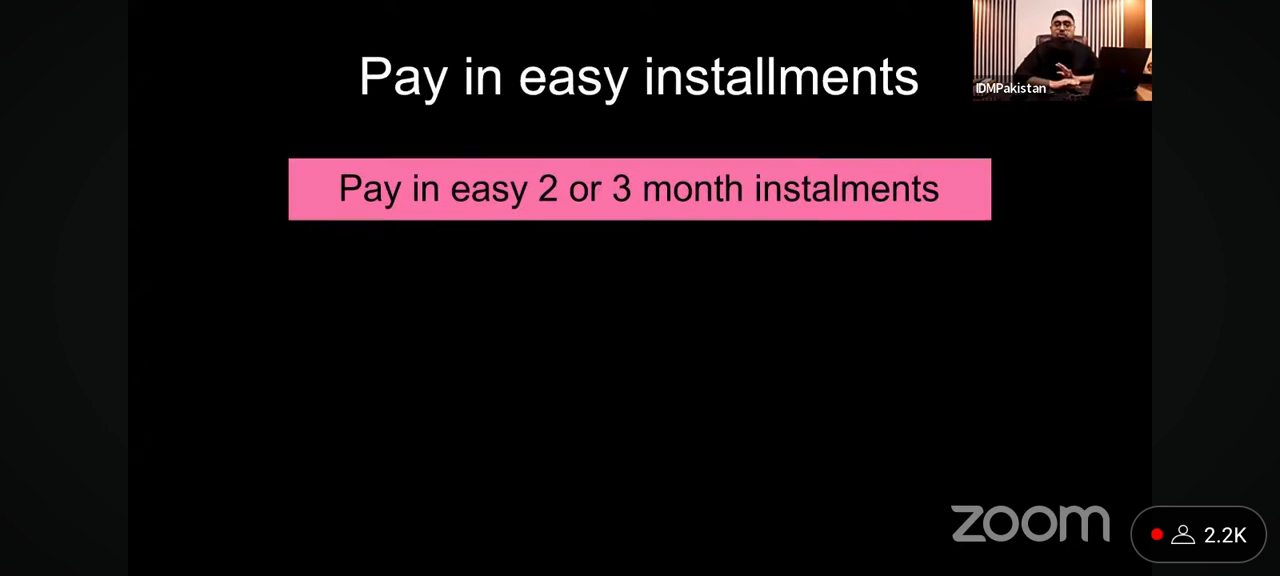 Pay in easy installments
IDMPakistan
Pay in easy 2 or 3 month instalments
zoom
2.2K